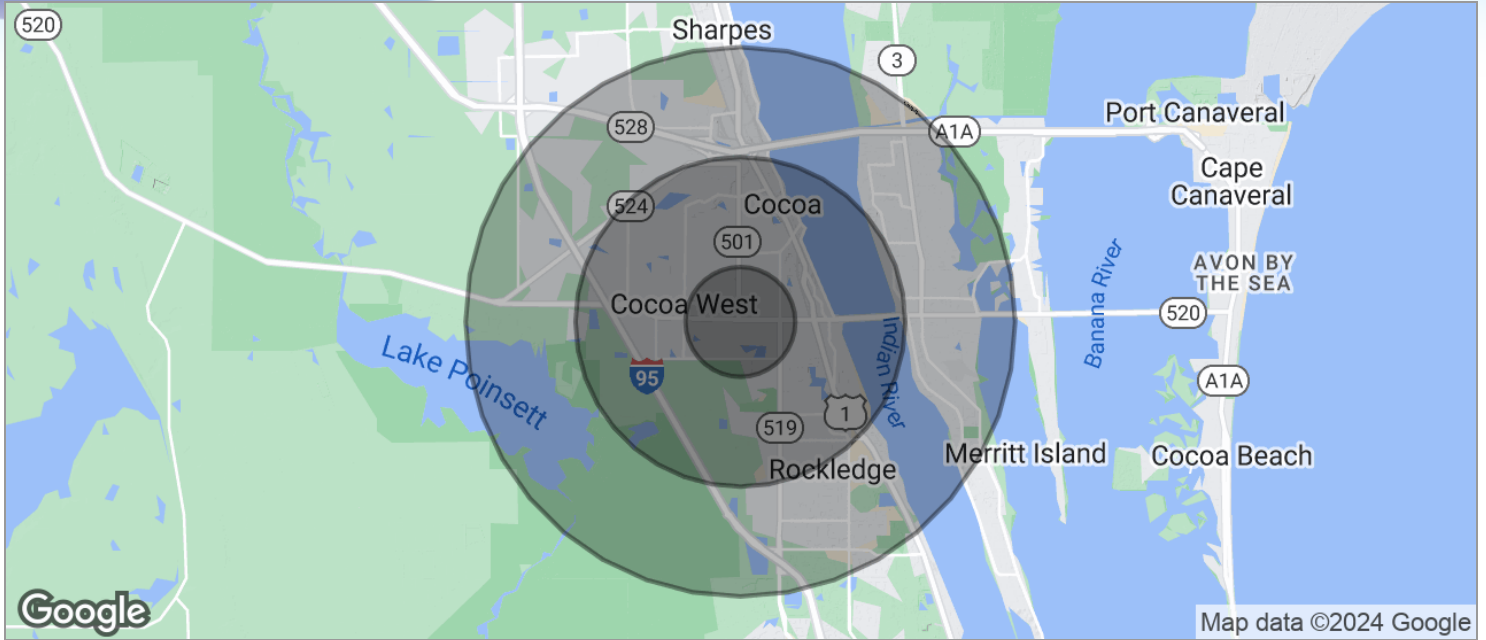 520
Sharpes
3
528
A1A
Port Canaveral
Cape
Canaveral
524
Cocoa
501
AVON BY
THE SEA
Cocoa West
520
Banana River
Indian River
Lake Poinsett
95
A1A
1
519
Rockledge
Merritt Island
Cocoa Beach
Google
Map data ©2024 Google